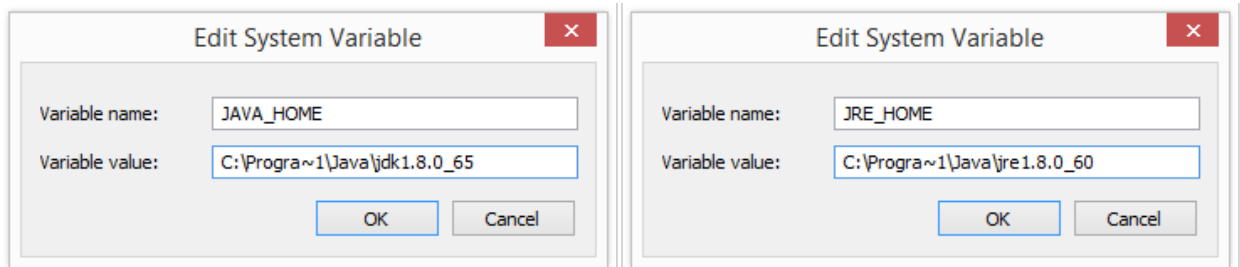 Edit System Variable
Variable name: JAVA_HOME
Variable value: C:\Progra~1\Java\jdk1.8.0_65
OK Cancel
Edit System Variable
Variable name: JRE_HOME
Variable value: C:\Progra~1\Java\jre1.8.0_60
OK Cancel